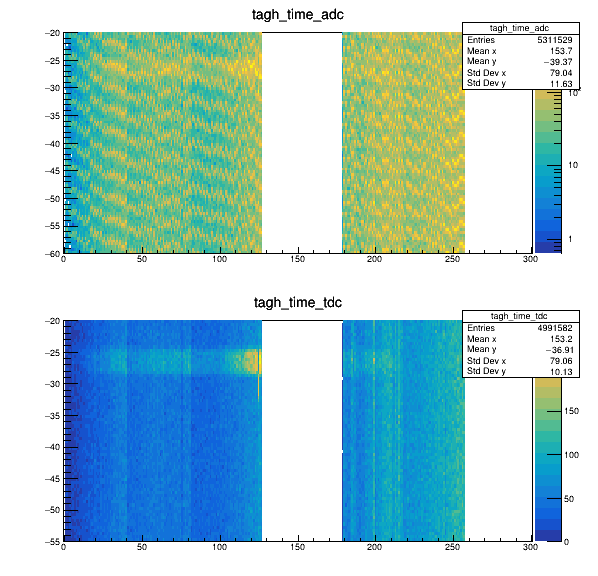 tagh_time_adc
tagh_time_adc
Entries 5311529
Mean x 153.7
Mean y −39.37
Std Dev x 79.04
Std Dev y 11.63
−20
−25
−30
−35
−40
−45
−50
−55
−60
0 50 100 150 200 250 300
10
1
tagh_time_tdc
tagh_time_tdc
Entries 4991582
Mean x 153.2
Mean y −36.91
Std Dev x 79.06
Std Dev y 10.13
−20
−25
−30
−35
−40
−45
−50
−55
0 50 100 150 200 250 300
150
100
50
0